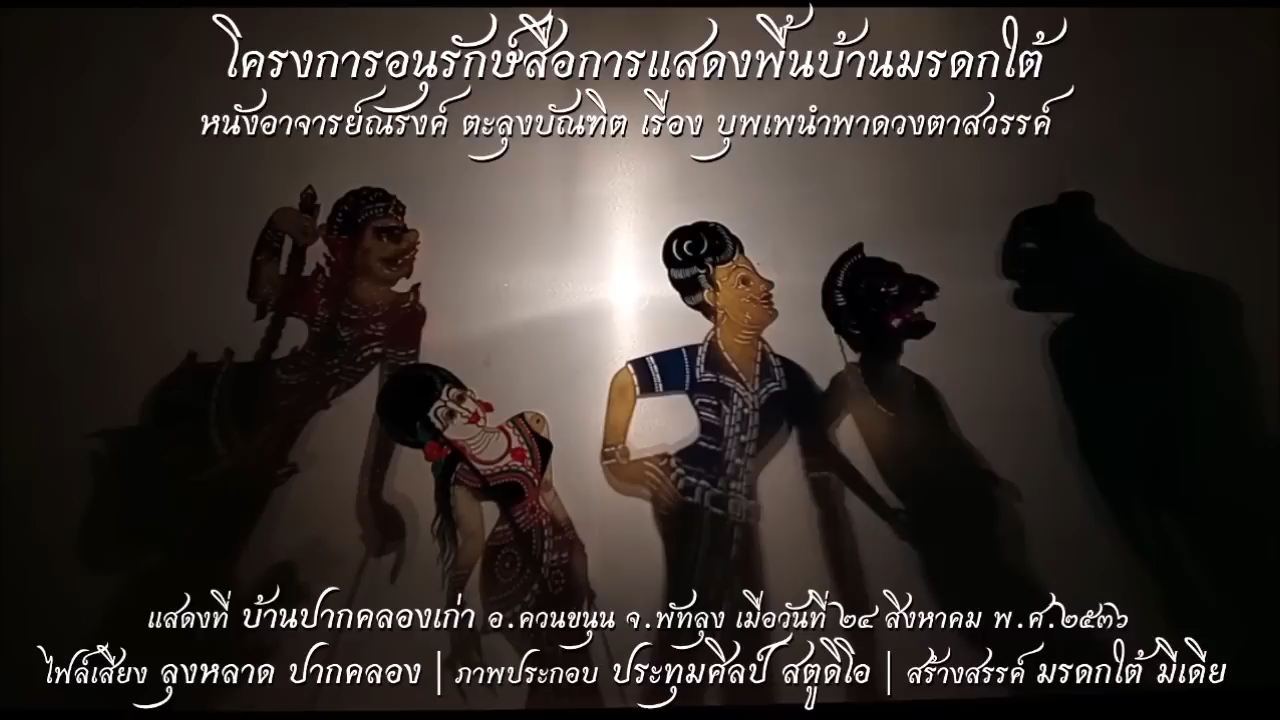 โครงการอนุรักษ์สื่อการแสดงพื้นบ้านมรดกใต้
หนังอาจารย์ณรงค์ ตะลุงบัณฑิต เรื่อง บุพเพนำพาดวงตาสวรรค์
แสดงที่ บ้านปากคลองเก่า อ.ควนขนุน จ.พัทลุง เมื่อวันที่ ๒๔ สิงหาคม พ.ศ.๒๕๓๖
ไฟล์เสียง ลุงหลาด ปากคลอง | ภาพประกอบ ประทุมศิลป์ สตูดิโอ | สร้างสรรค์ มรดกใต้ มีเดีย